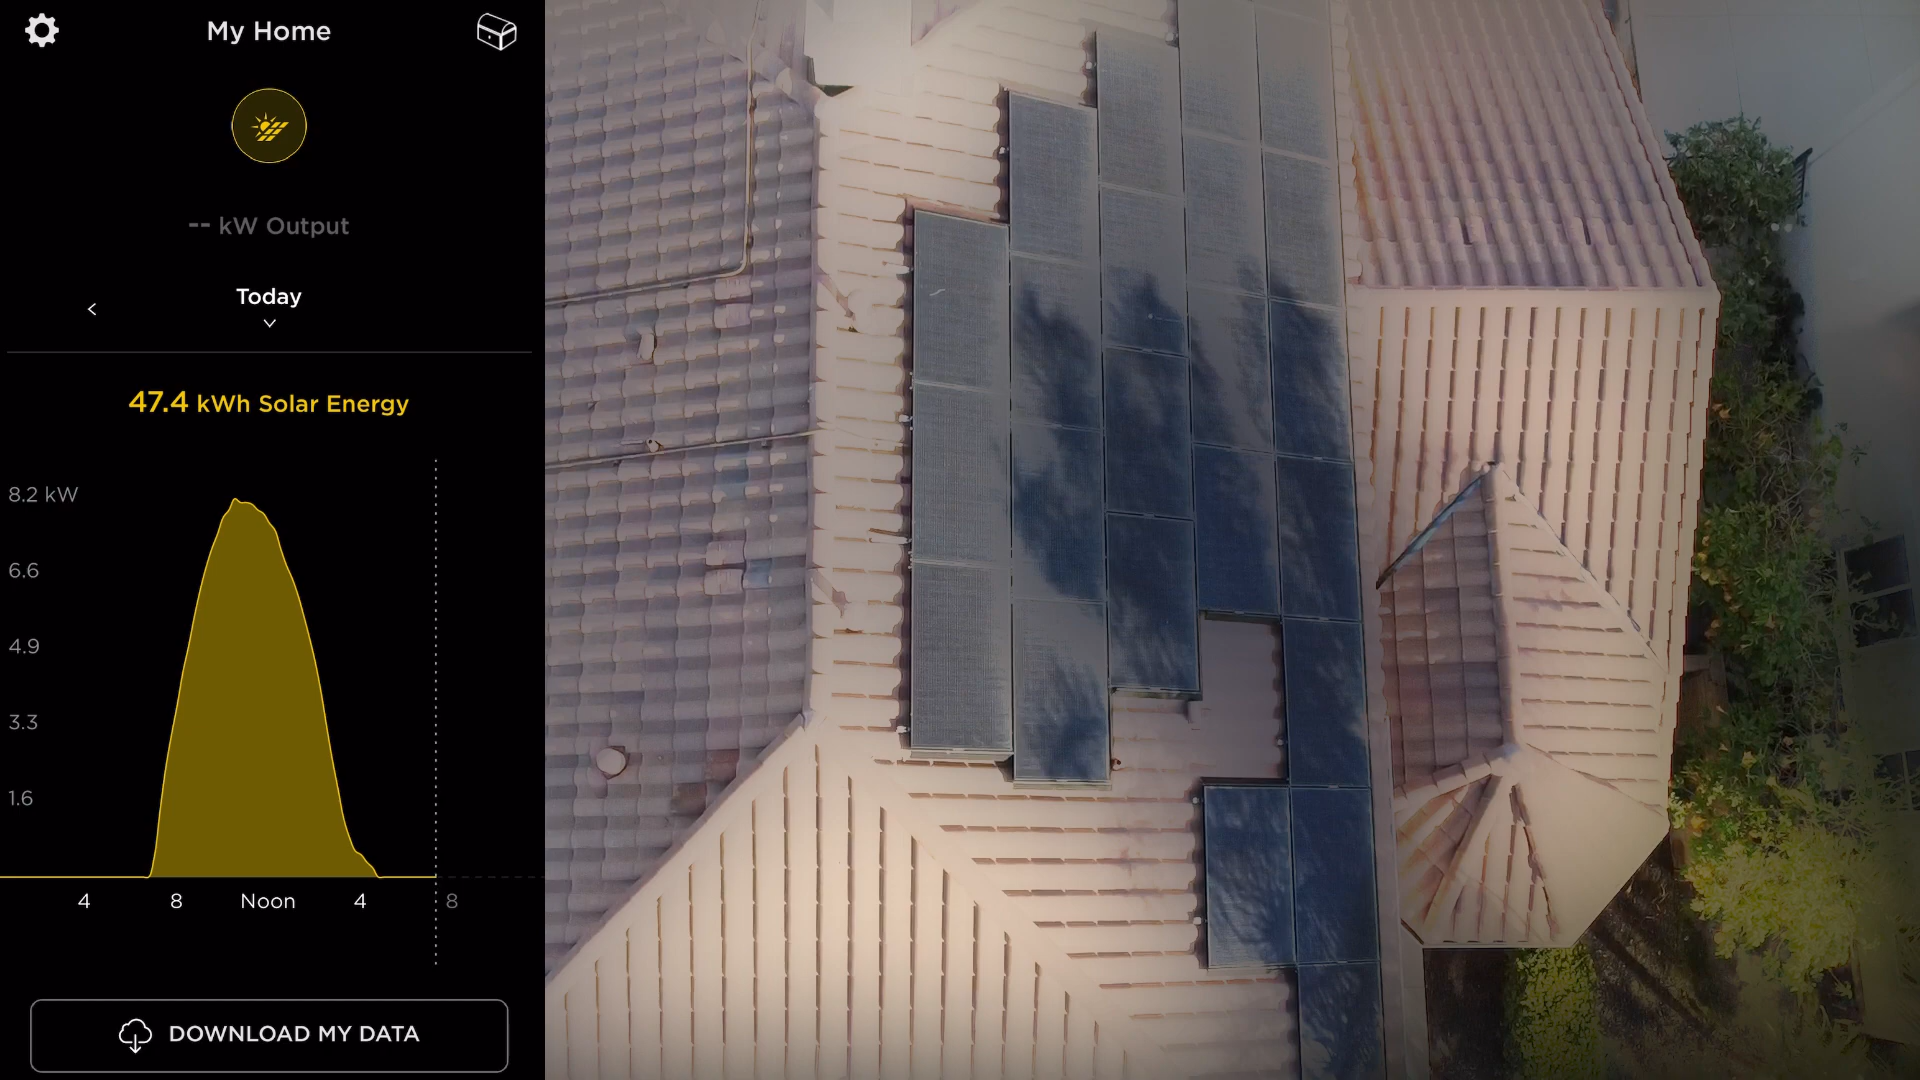 My Home
-- kW Output
Today
47.4 kWh Solar Energy
8.2 kW
6.6
4.9
3.3
1.6
4 8 Noon 4 8
DOWNLOAD MY DATA